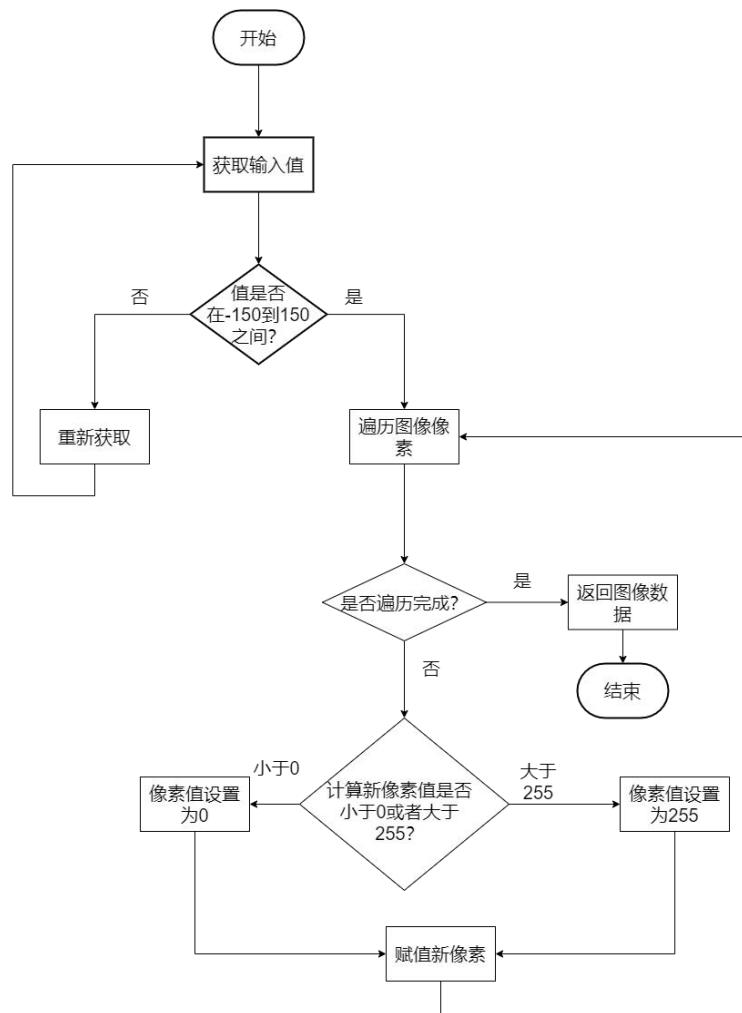 开始
获取输入值
值是否
在-150到150
之间?
否
是
重新获取
遍历图像像
素
是否遍历完成?
是
返回图像数
据
否
结束
小于0
大于
255
计算新像素值是否
小于0或者大于
255?
像素值设置
为0
像素值设置
为255
赋值新像素